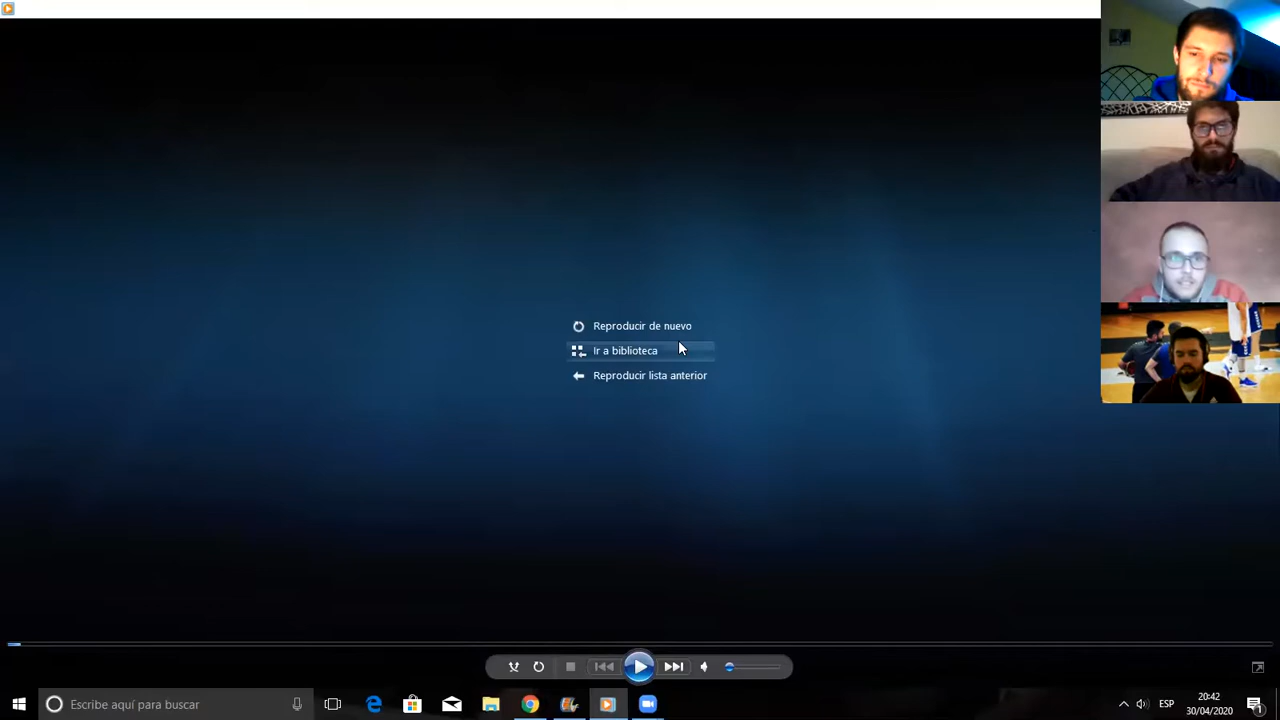 Reproducir de nuevo
Ir a biblioteca
Reproducir lista anterior
Escribe aquí para buscar
ESP
20:42
30/04/2020